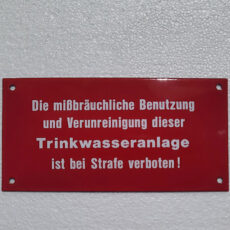 Die mißbräuchliche Benutzung
und Verunreinigung dieser
Trinkwasseranlage
ist bei Strafe verboten!